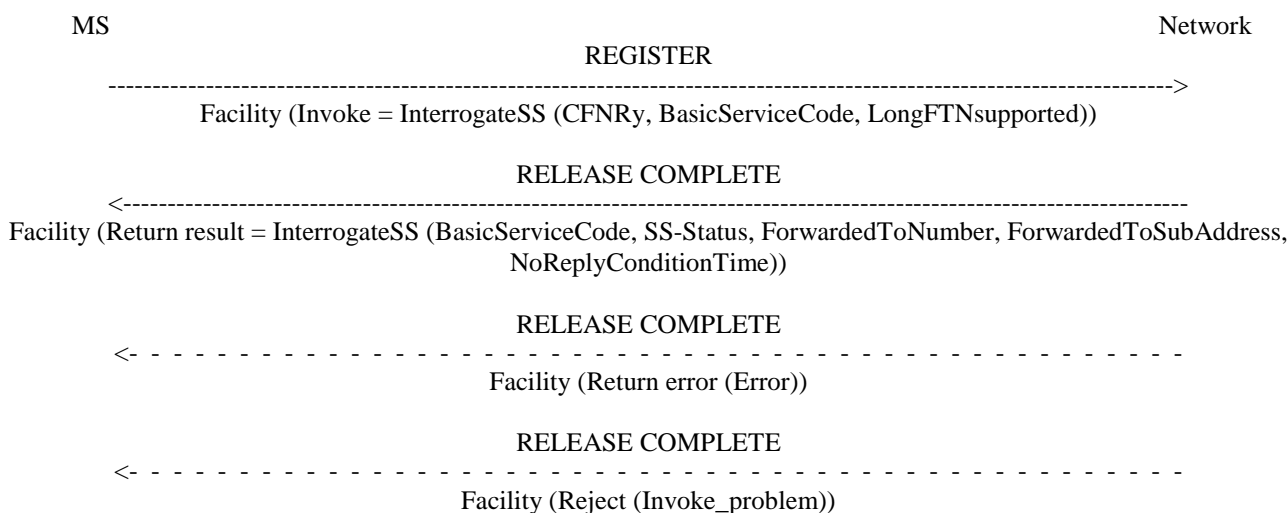 MS Network
REGISTER
------------------------------------------------------------------------------------------------------------------------>
Facility (Invoke = InterrogateSS (CFNRy, BasicServiceCode, LongFTNsupported))
RELEASE COMPLETE
<------------------------------------------------------------------------------------------------------------------------
Facility (Return result = InterrogateSS (BasicServiceCode, SS-Status, ForwardedToNumber, ForwardedToSubAddress,
NoReplyConditionTime))
RELEASE COMPLETE
<- - - - - - - - - - - - - - - - - - - - - - - - - - - - - - - - - - - - - - - - - - - - - - - - - - - - - - - - - - - -
Facility (Return error (Error))
RELEASE COMPLETE
<- - - - - - - - - - - - - - - - - - - - - - - - - - - - - - - - - - - - - - - - - - - - - - - - - - - - - - - - - - - -
Facility (Reject (Invoke_problem))